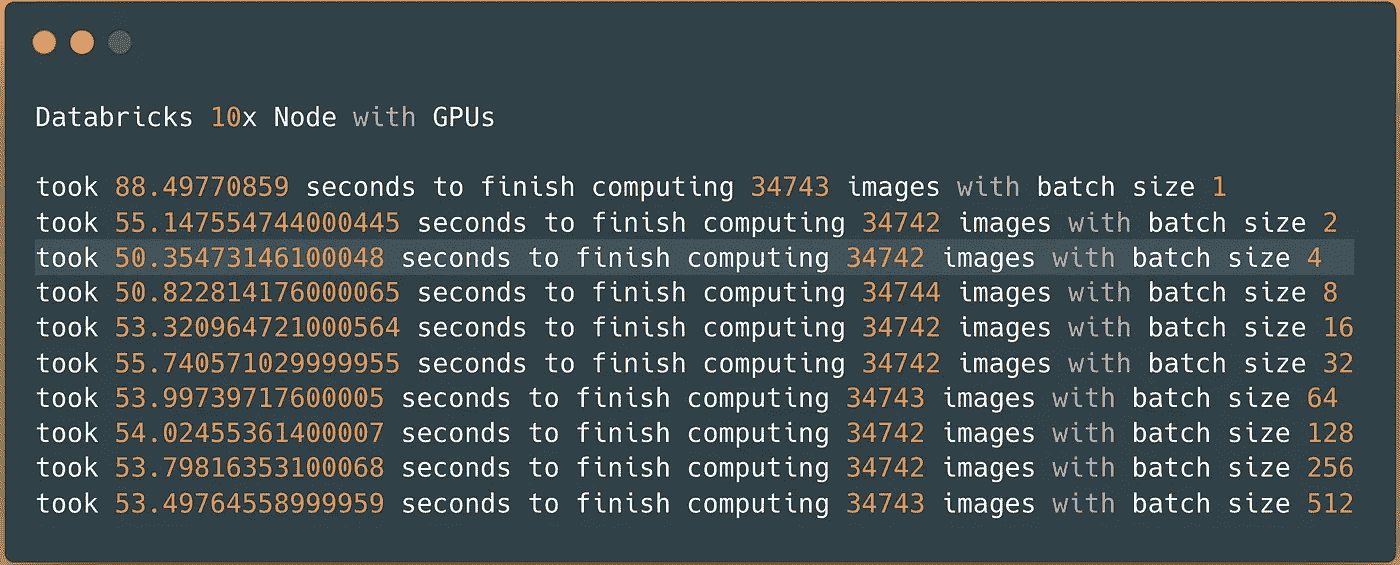 Databricks 10x Node with GPUs
took 88.49770859 seconds to finish computing 34743 images with batch size 1
took 55.147554744000445 seconds to finish computing 34742 images with batch size 2
took 50.35473146100048 seconds to finish computing 34742 images with batch size 4
took 50.822814176000065 seconds to finish computing 34744 images with batch size 8
took 53.320964721000564 seconds to finish computing 34742 images with batch size 16
took 55.740571029999955 seconds to finish computing 34742 images with batch size 32
took 53.99739717600005 seconds to finish computing 34743 images with batch size 64
took 54.02455361400007 seconds to finish computing 34742 images with batch size 128
took 53.79816353100068 seconds to finish computing 34742 images with batch size 256
took 53.49764558999959 seconds to finish computing 34743 images with batch size 512